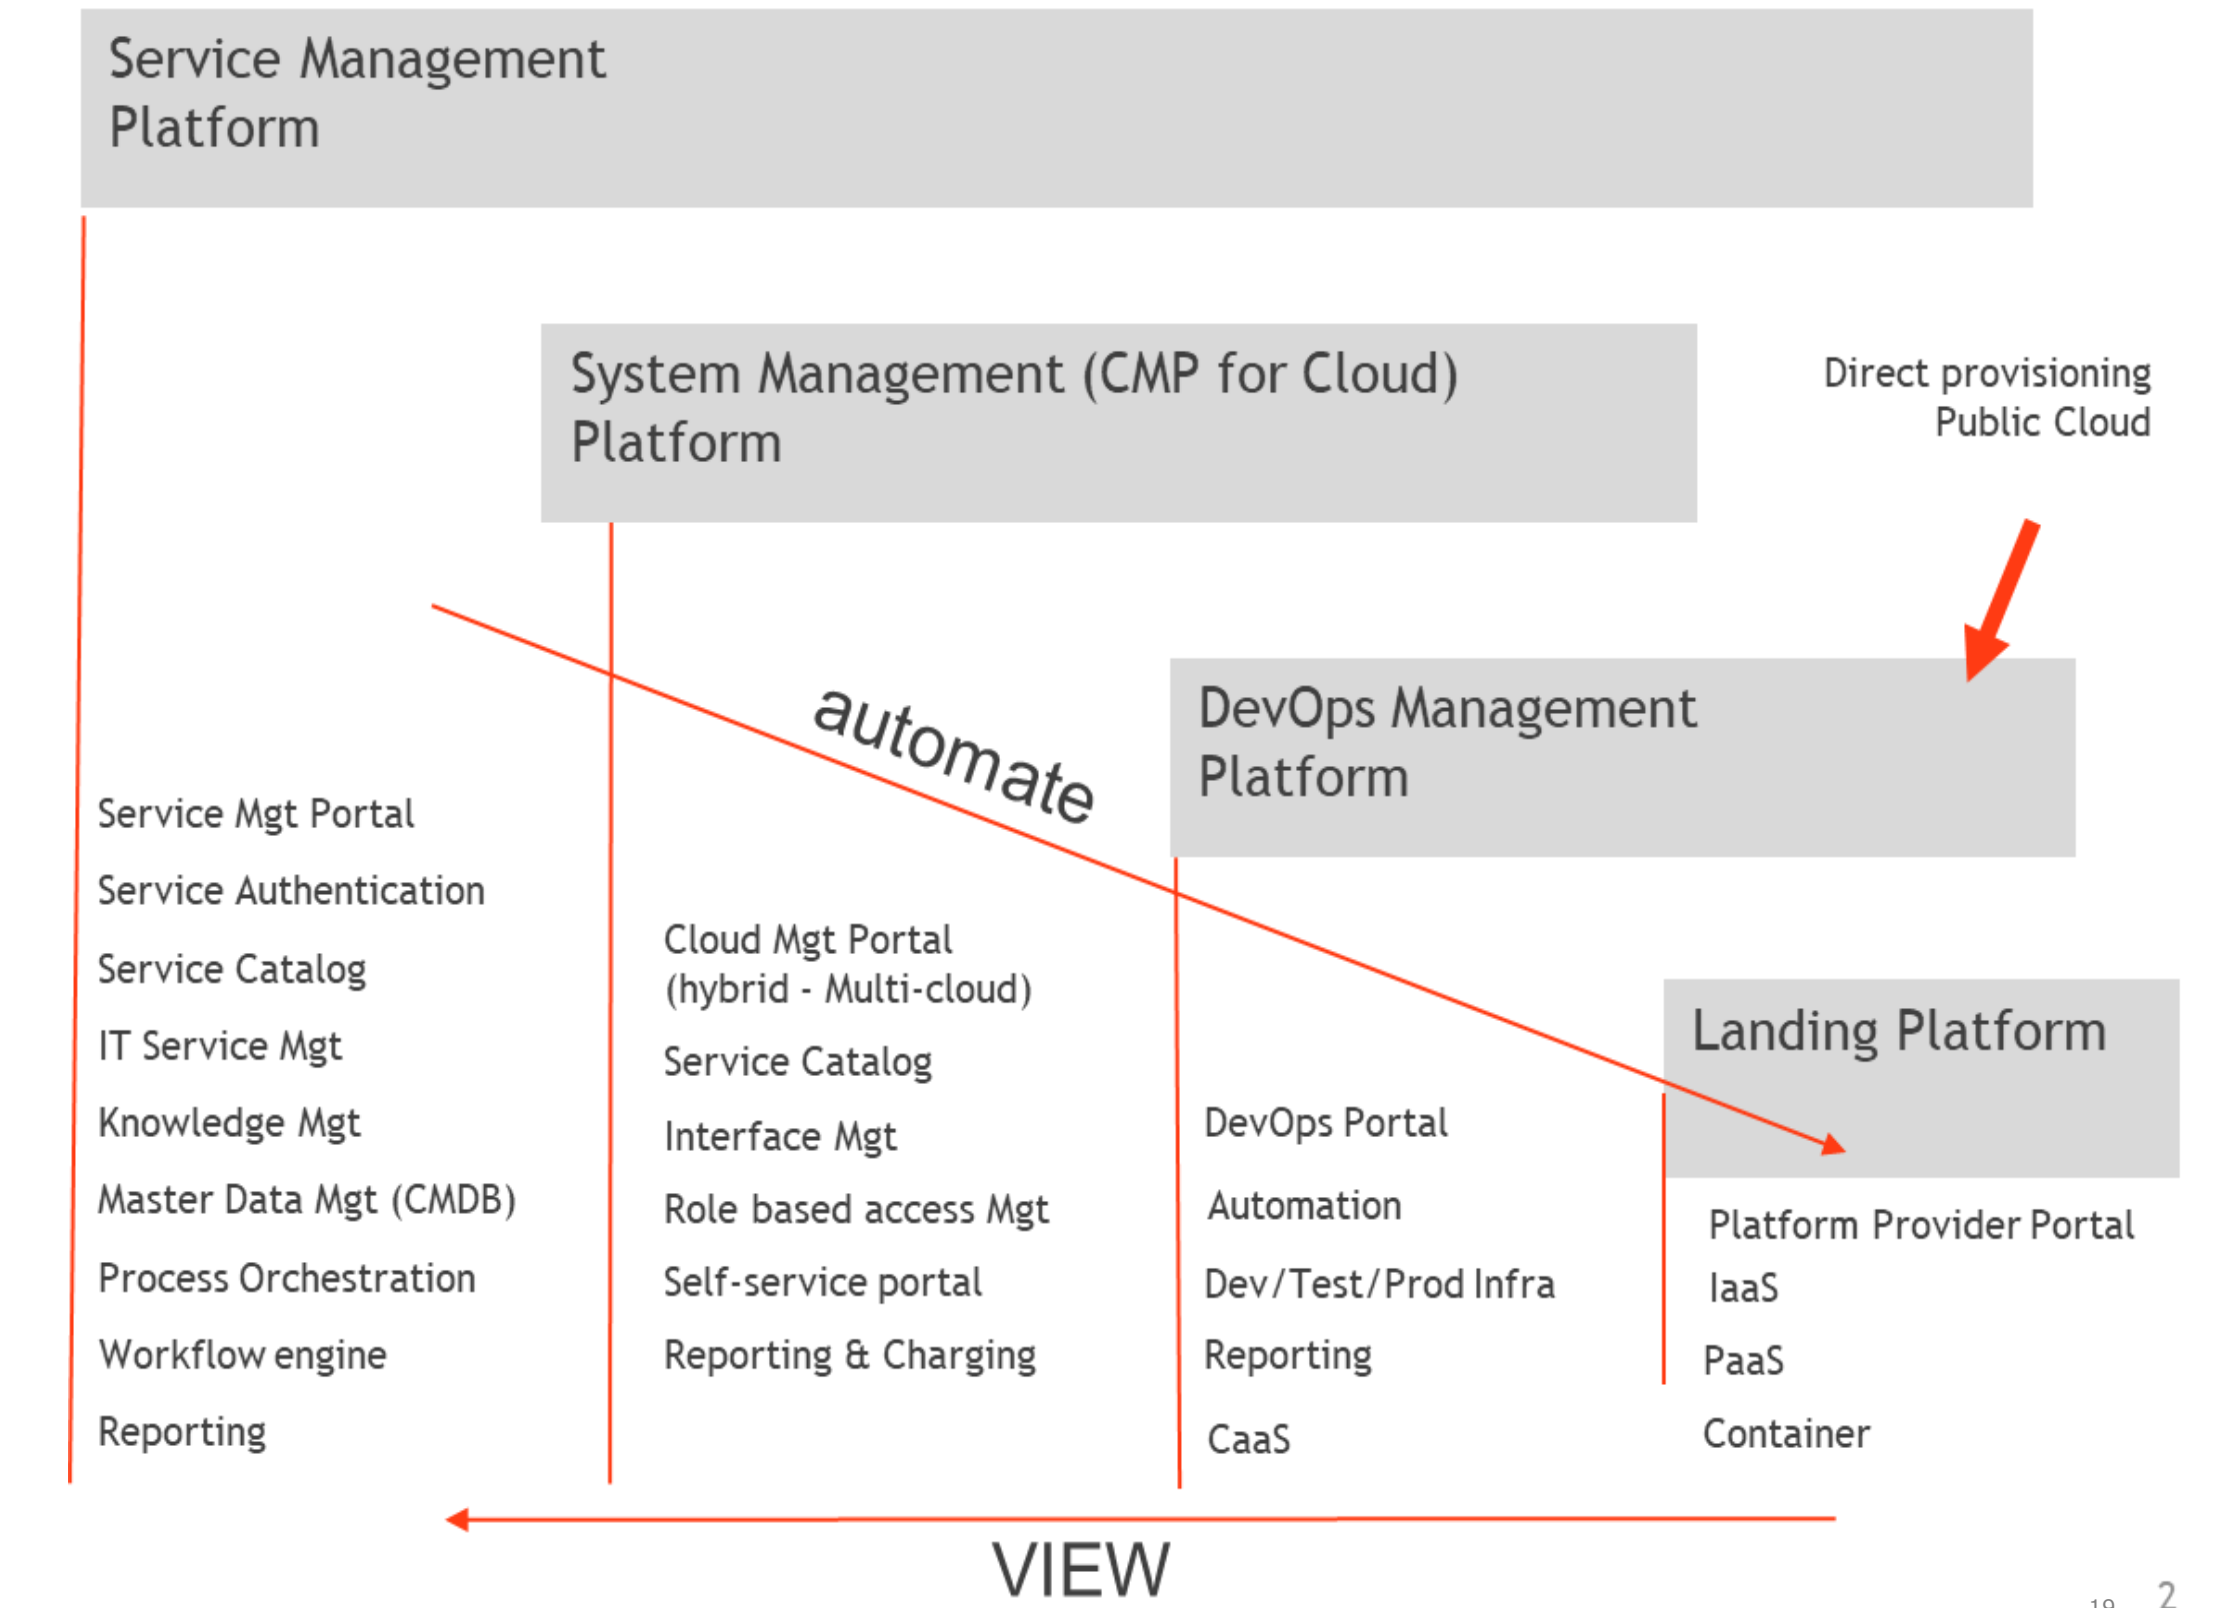 Service Management
Platform
System Management (CMP for Cloud)
Platform
Direct provisioning
Public Cloud
automate
DevOps Management
Platform
Landing Platform
Service Mgt Portal
Service Authentication
Service Catalog
IT Service Mgt
Knowledge Mgt
Master Data Mgt (CMDB)
Process Orchestration
Workflow engine
Reporting
Cloud Mgt Portal
(hybrid - Multi-cloud)
Service Catalog
Interface Mgt
Role based access Mgt
Self-service portal
Reporting & Charging
DevOps Portal
Automation
Dev/Test/Prod Infra
Reporting
CaaS
Platform Provider Portal
IaaS
PaaS
Container
VIEW
19
2